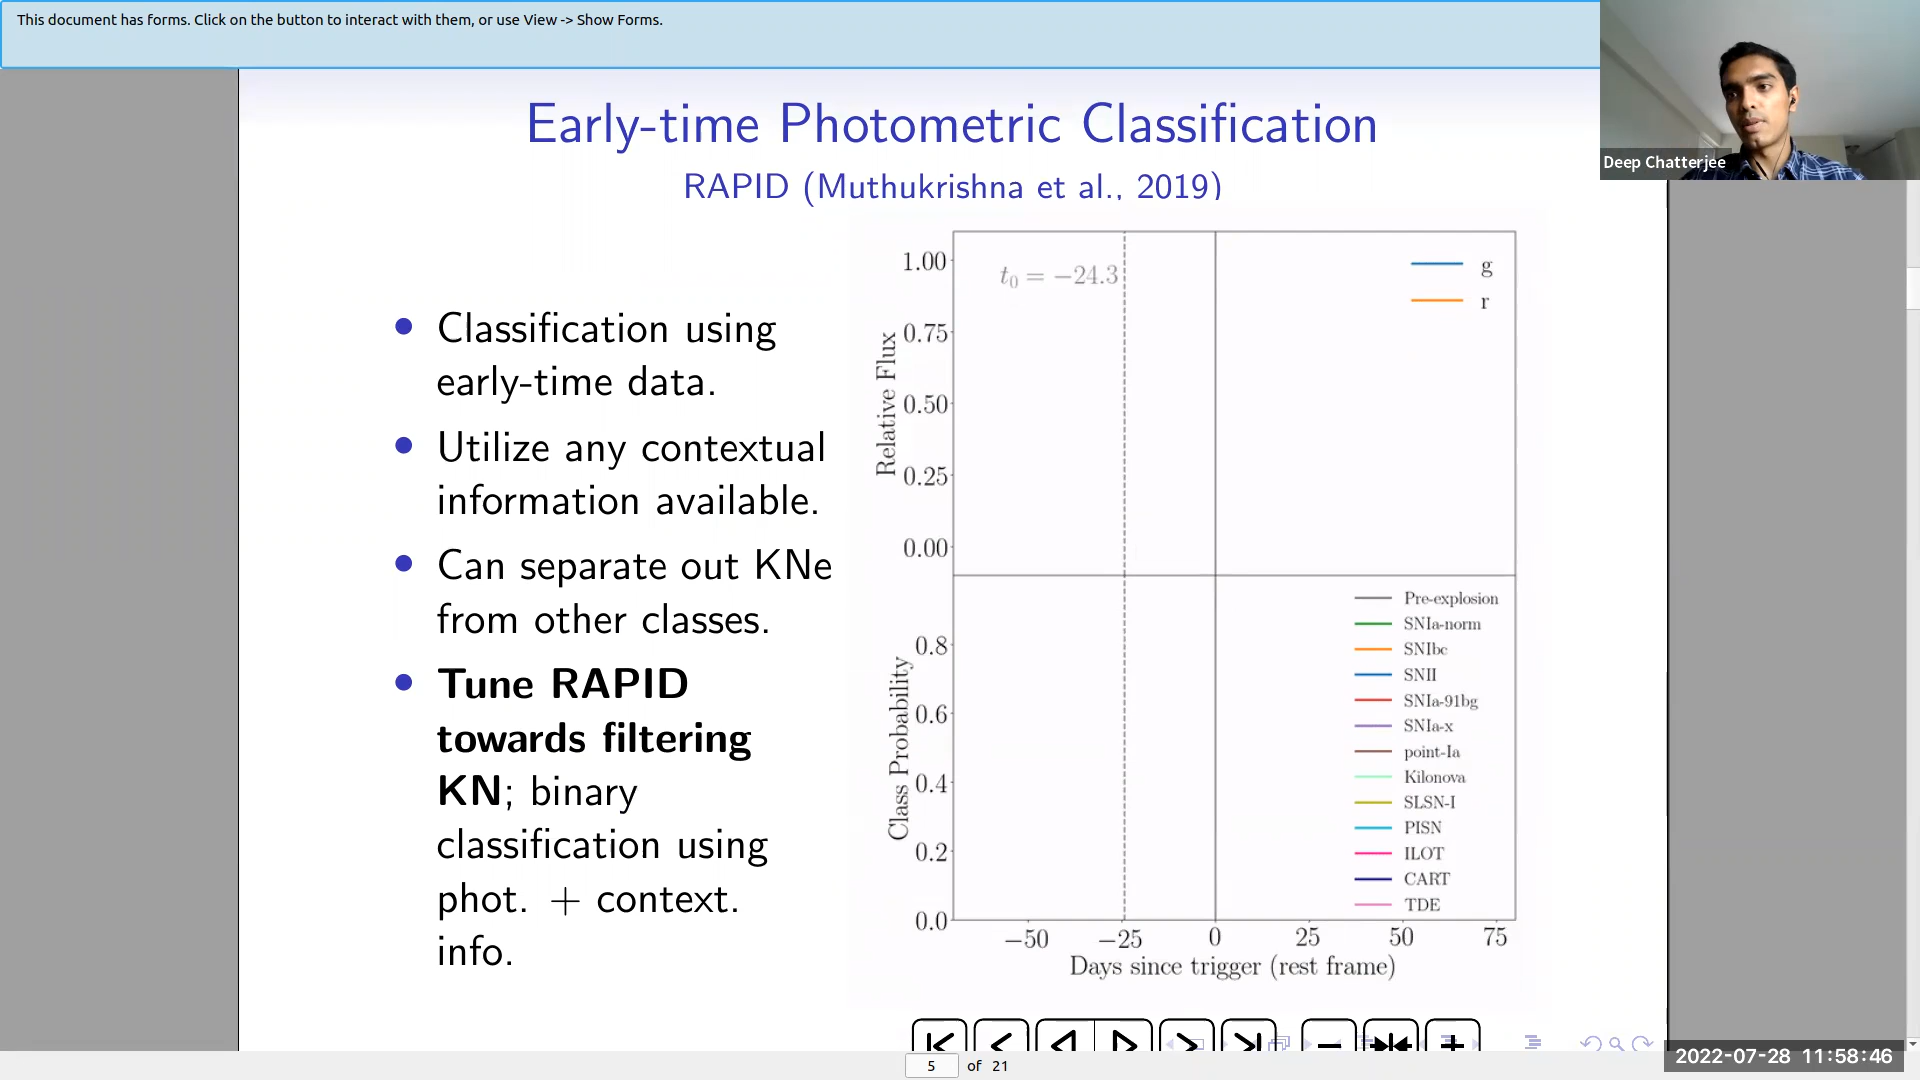 This document has forms. Click on the button to interact with them, or use View -> Show Forms.
Deep Chatterjee
Early-time Photometric Classification
RAPID (Muthukrishna et al., 2019)
• Classification using
early-time data.
• Utilize any contextual
information available.
• Can separate out KNe
from other classes.
• Tune RAPID
towards filtering
KN; binary
classification using
phot. + context.
info.
t₀ = −24.3
g
r
Relative Flux
1.00
0.75
0.50
0.25
0.00
Pre-explosion
SNIa-norm
SNIbc
SNII
SNIa-91bg
SNIa-x
point-Ia
Kilonova
SLSN-I
PISN
ILOT
CART
TDE
Class Probability
0.8
0.6
0.4
0.2
0.0
−50 −25 0 25 50 75
Days since trigger (rest frame)
5 of 21
2022-07-28 11:58:46